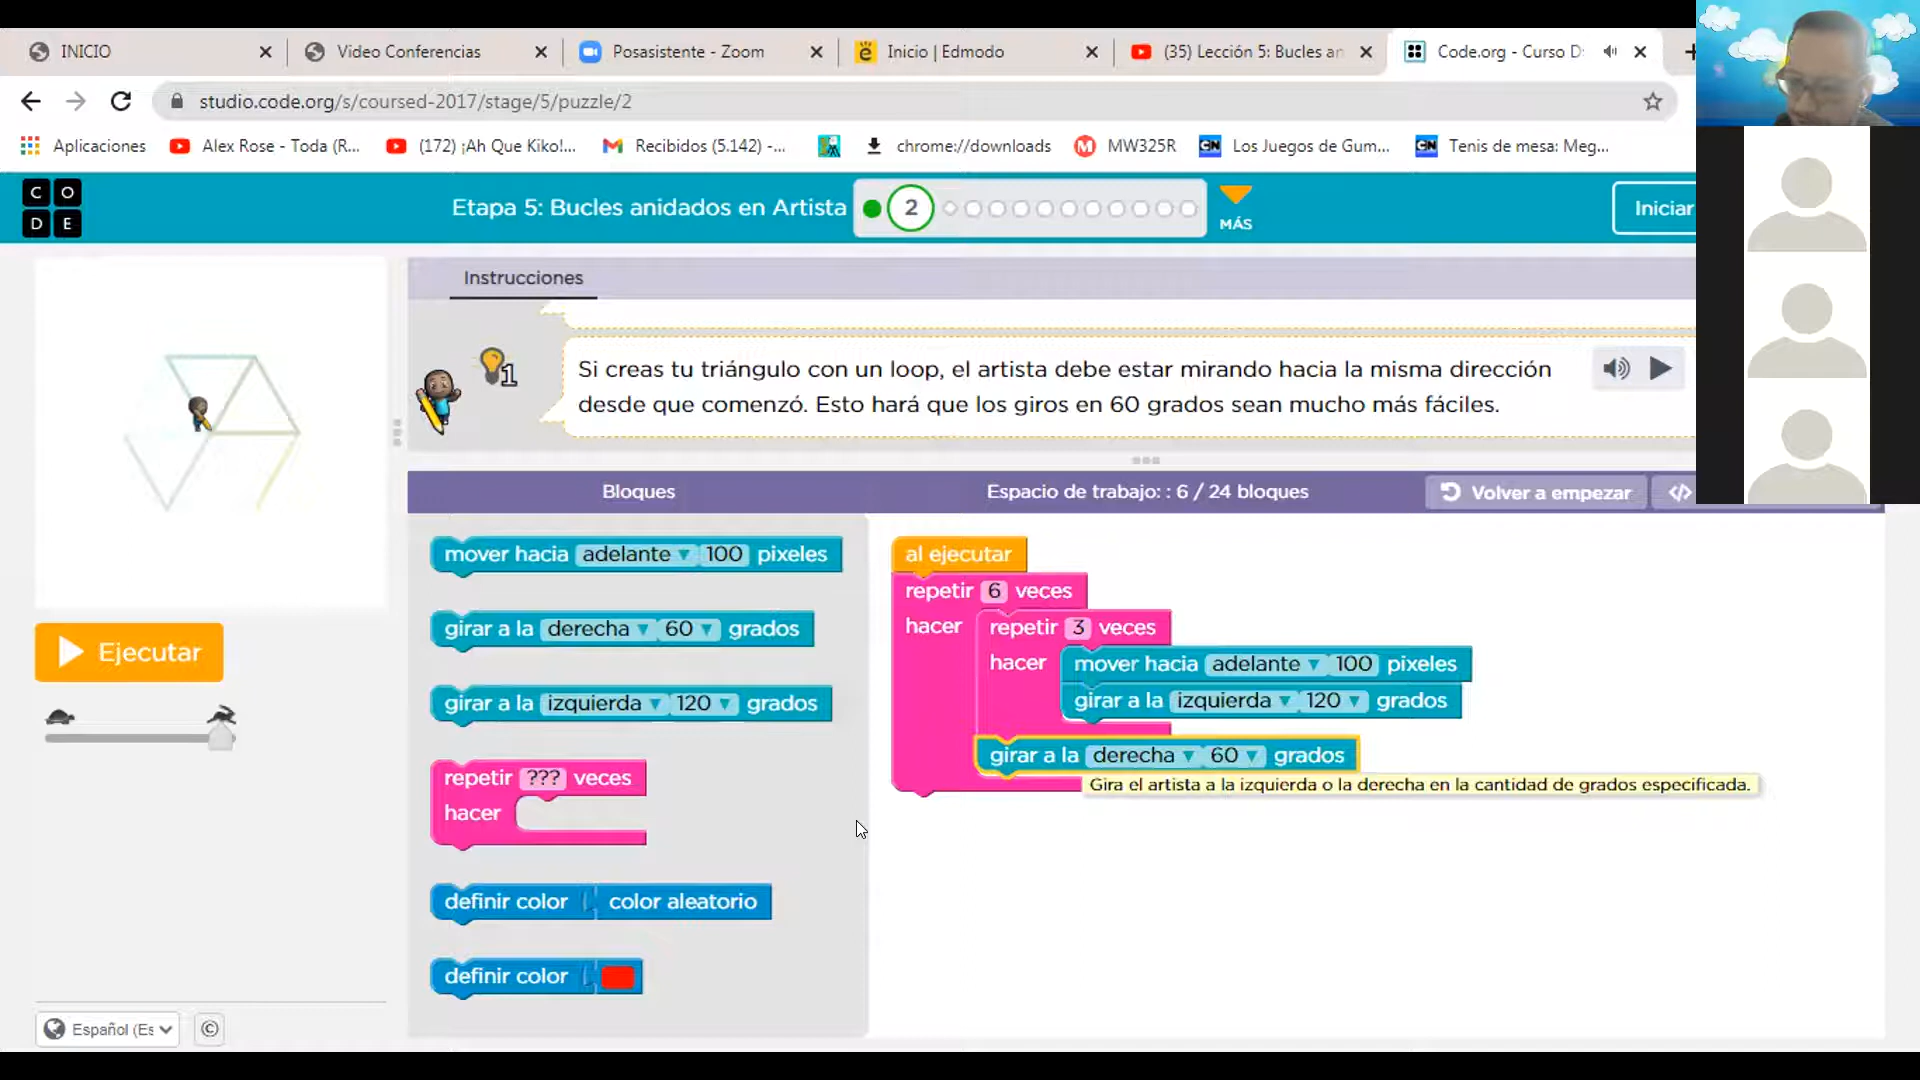 INICIO
Video Conferencias
Posasistente - Zoom
Inicio | Edmodo
(35) Lección 5: Bucles an
Code.org - Curso D:
studio.code.org/s/coursed-2017/stage/5/puzzle/2
Aplicaciones
Alex Rose - Toda (R...
(172) ¡Ah Que Kiko!...
Recibidos (5.142) -...
chrome://downloads
MW325R
CN
Los Juegos de Gum...
CN
Tenis de mesa: Meg...
C O
D E
Etapa 5: Bucles anidados en Artista
2
MÁS
Iniciar
Instrucciones
1
Si creas tu triángulo con un loop, el artista debe estar mirando hacia la misma dirección
desde que comenzó. Esto hará que los giros en 60 grados sean mucho más fáciles.
Bloques
Espacio de trabajo: : 6 / 24 bloques
Volver a empezar
</>
mover hacia adelante 100 pixeles
girar a la derecha 60 grados
girar a la izquierda 120 grados
repetir ??? veces
hacer
definir color color aleatorio
definir color
al ejecutar
repetir 6 veces
hacer
repetir 3 veces
hacer
mover hacia adelante 100 pixeles
girar a la izquierda 120 grados
girar a la derecha 60 grados
Gira el artista a la izquierda o la derecha en la cantidad de grados especificada.
Ejecutar
Español (Es
©